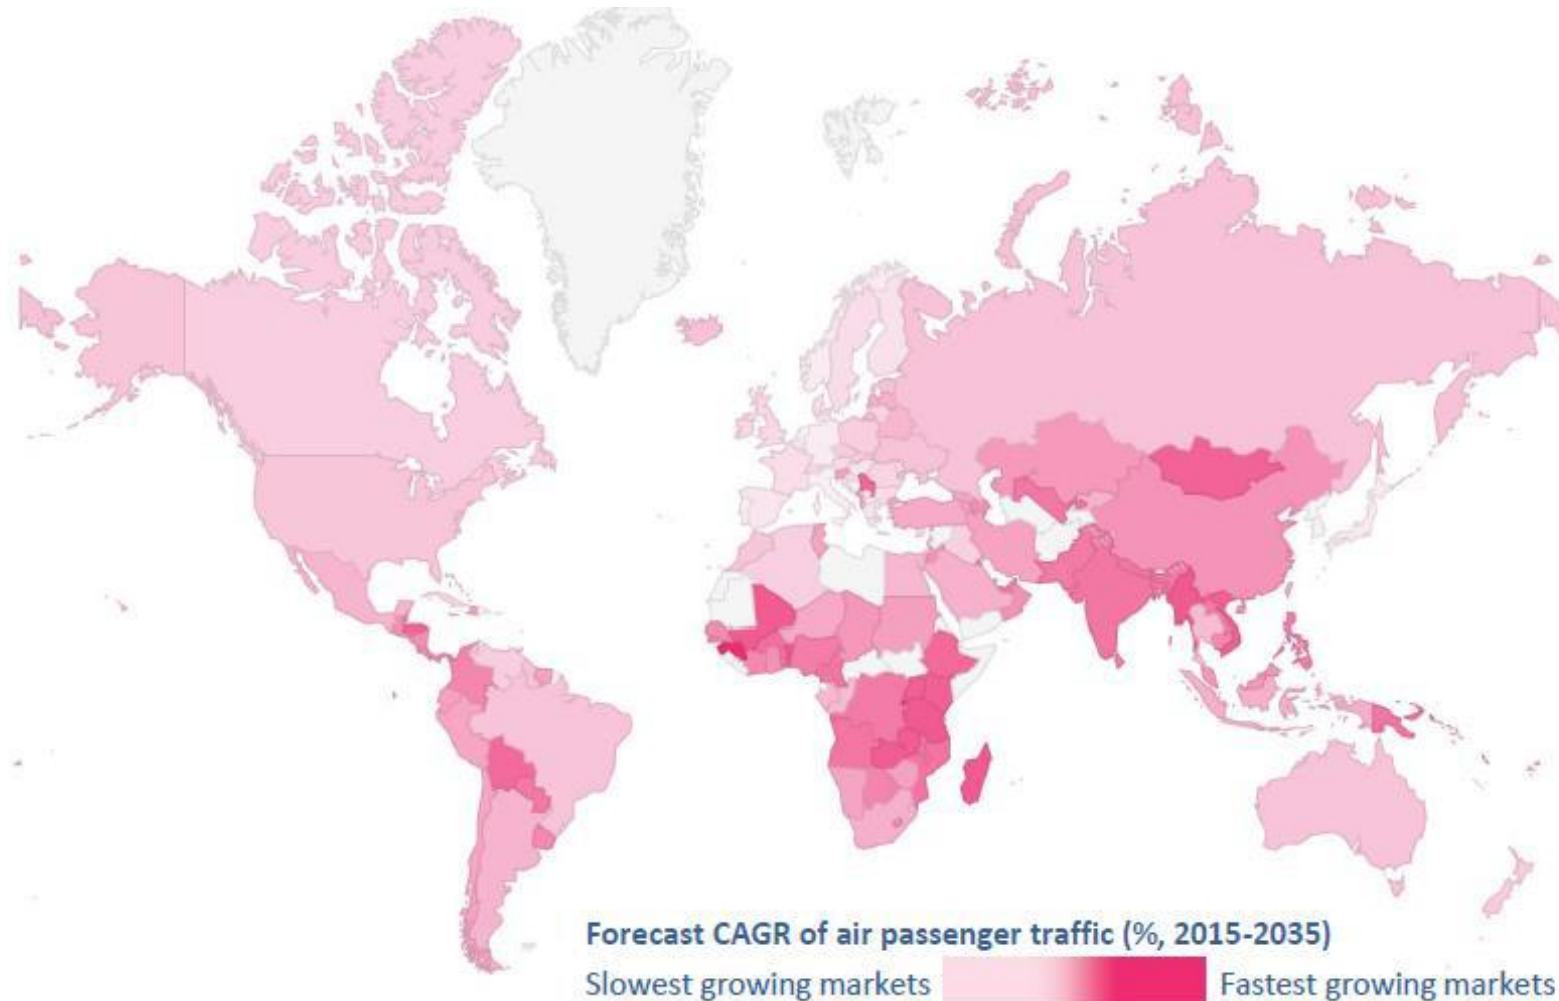 Forecast CAGR of air passenger traffic (%, 2015-2035)
Slowest growing markets Fastest growing markets